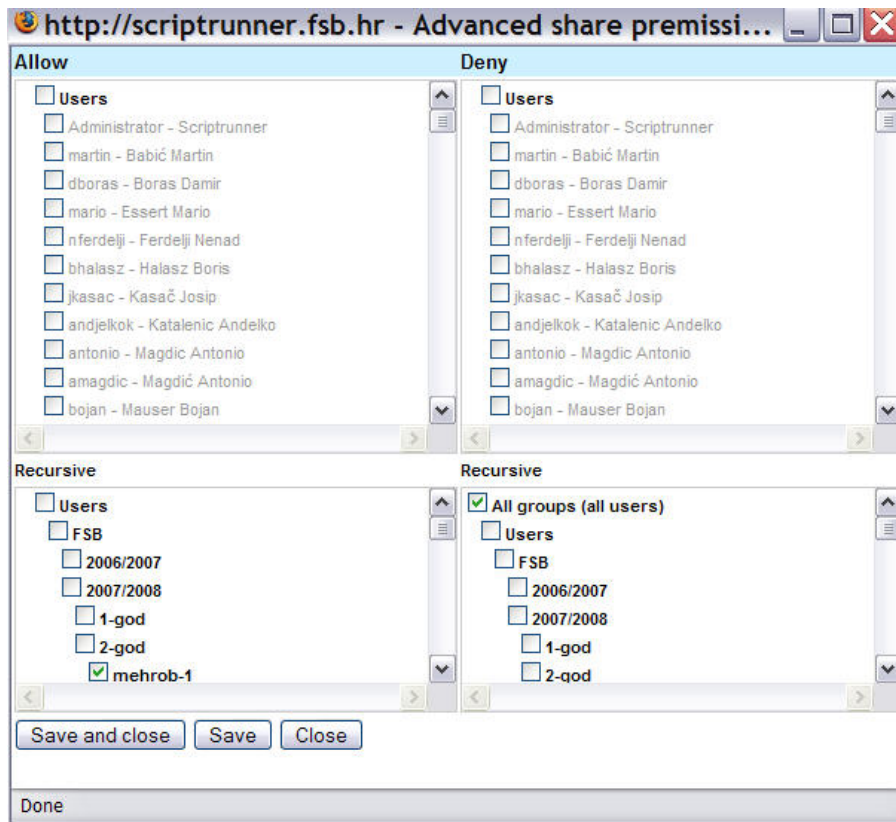 http://scriptrunner.fsb.hr - Advanced share premissi...
Allow
Deny
Users
Administrator - Scriptrunner
martin - Babić Martin
dboras - Boras Damir
mario - Essert Mario
nferdelji - Ferdelji Nenad
bhalasz - Halasz Boris
jkasac - Kasač Josip
andjelkok - Katalenic Andelko
antonio - Magdic Antonio
amagdic - Magdić Antonio
bojan - Mauser Bojan
Users
Administrator - Scriptrunner
martin - Babić Martin
dboras - Boras Damir
mario - Essert Mario
nferdelji - Ferdelji Nenad
bhalasz - Halasz Boris
jkasac - Kasač Josip
andjelkok - Katalenic Andelko
antonio - Magdic Antonio
amagdic - Magdić Antonio
bojan - Mauser Bojan
Recursive
Users
FSB
2006/2007
2007/2008
1-god
2-god
mehrob-1
Recursive
All groups (all users)
Users
FSB
2006/2007
2007/2008
1-god
2-god
Save and close
Save
Close
Done